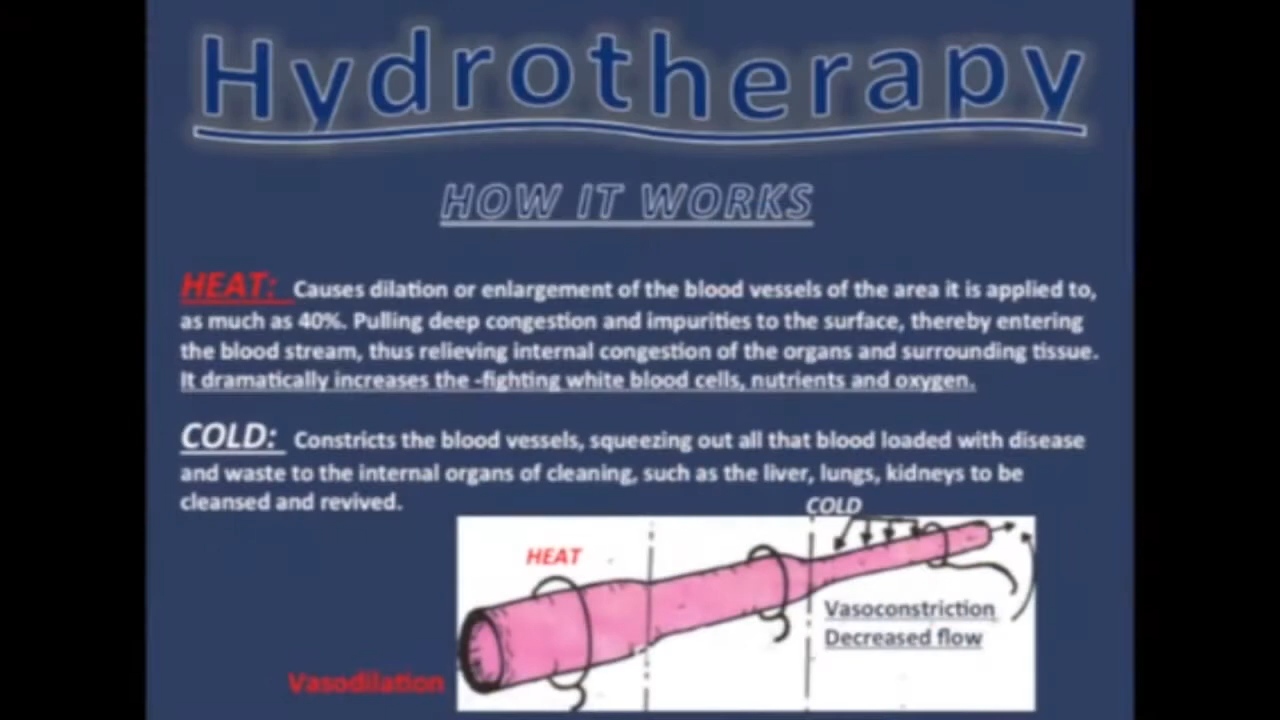 Hydrotherapy
HOW IT WORKS
HEAT: Causes dilation or enlargement of the blood vessels of the area it is applied to,
as much as 40%. Pulling deep congestion and impurities to the surface, thereby entering
the blood stream, thus relieving internal congestion of the organs and surrounding tissue.
It dramatically increases the -fighting white blood cells, nutrients and oxygen.
COLD: Constricts the blood vessels, squeezing out all that blood loaded with disease
and waste to the internal organs of cleaning, such as the liver, lungs, kidneys to be
cleansed and revived.
COLD
HEAT
Vasoconstriction
Decreased flow
Vasodilation